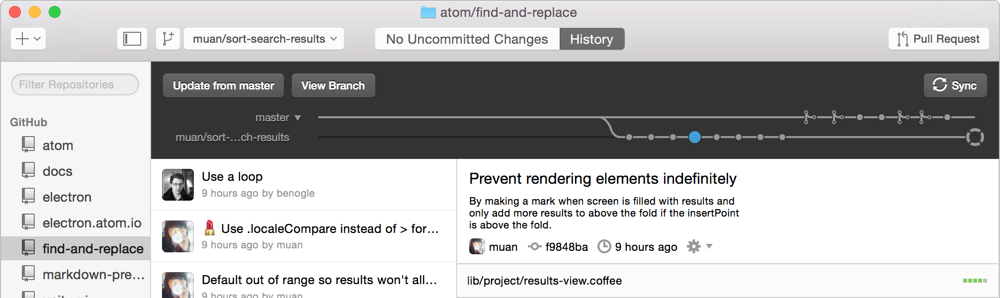 atom/find-and-replace
muan/sort-search-results
No Uncommitted Changes
History
Pull Request
Filter Repositories
Update from master
View Branch
Sync
master
muan/sort-...ch-results
GitHub
atom
docs
electron
electron.atom.io
find-and-replace
markdown-pre...
Use a loop
9 hours ago by benogle
Use .localeCompare instead of > for...
9 hours ago by muan
Default out of range so results won't all...
9 hours ago by muan
Prevent rendering elements indefinitely
By making a mark when screen is filled with results and
only add more results to above the fold if the insertPoint
is above the fold.
muan
f9848ba
9 hours ago
lib/project/results-view.coffee